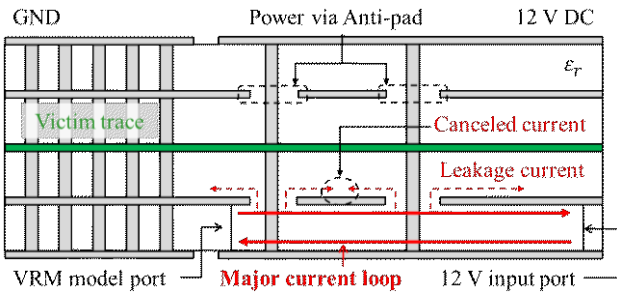 GND
Power via Anti-pad
12 V DC
εr
Victim trace
Canceled current
Leakage current
VRM model port
Major current loop
12 V input port